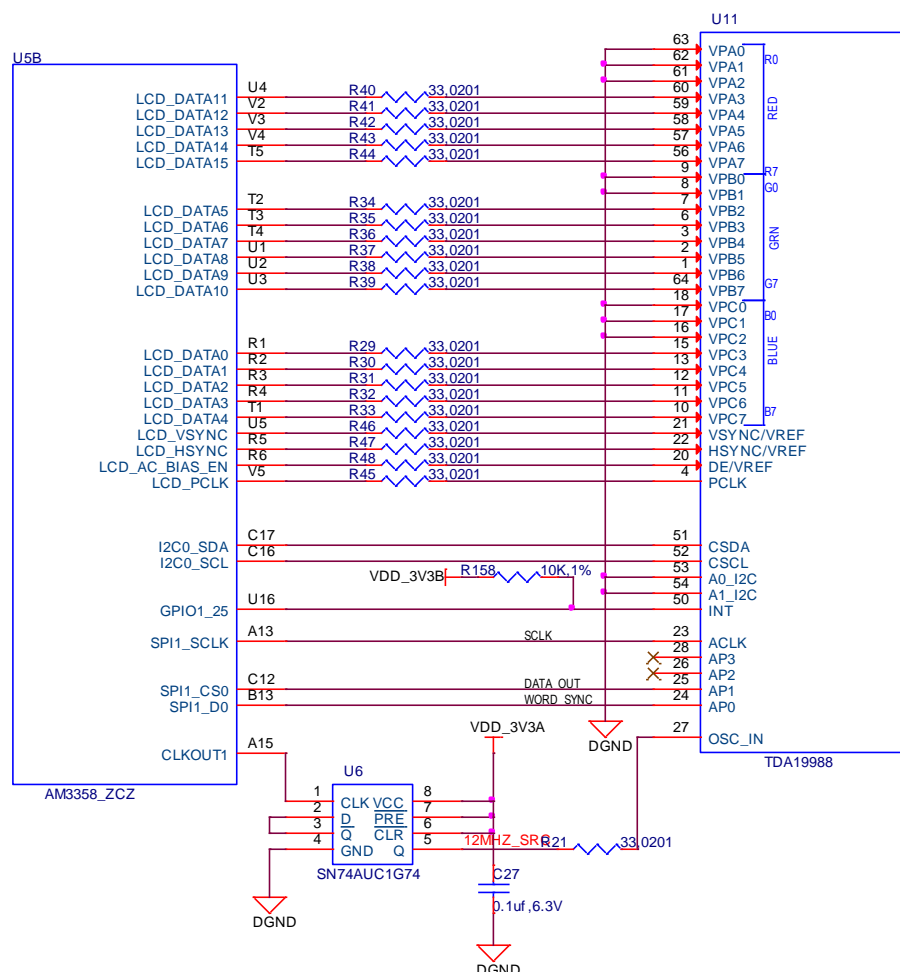 U11
U5B
63 VPA0
62 VPA1 R0
61 VPA2
U4 R40 33,0201 60 VPA3
LCD_DATA11
V2 R41 33,0201 59 VPA4 RED
LCD_DATA12
V3 R42 33,0201 58 VPA5
LCD_DATA13
V4 R43 33,0201 57 VPA6
LCD_DATA14
T5 R44 33,0201 56 VPA7
LCD_DATA15
9 VPB0 R7
8 VPB1 G0
T2 R34 33,0201 7 VPB2
LCD_DATA5
T3 R35 33,0201 6 VPB3
LCD_DATA6
T4 R36 33,0201 3 VPB4 GRN
LCD_DATA7
U1 R37 33,0201 2 VPB5
LCD_DATA8
U2 R38 33,0201 1 VPB6
LCD_DATA9
U3 R39 33,0201 64 VPB7 G7
LCD_DATA10
18 VPC0
17 VPC1 B0
16 VPC2
R1 R29 33,0201 15 VPC3 BLUE
LCD_DATA0
R2 R30 33,0201 13 VPC4
LCD_DATA1
R3 R31 33,0201 12 VPC5
LCD_DATA2
R4 R32 33,0201 11 VPC6
LCD_DATA3
T1 R33 33,0201 10 VPC7 B7
LCD_DATA4
U5 R46 33,0201 21 VSYNC/VREF
LCD_VSYNC
R5 R47 33,0201 22 HSYNC/VREF
LCD_HSYNC
R6 R48 33,0201 20 DE/VREF
LCD_AC_BIAS_EN
V5 R45 33,0201 4 PCLK
LCD_PCLK
C17 51 CSDA
I2C0_SDA
C16 52 CSCL
I2C0_SCL
VDD_3V3B R158 10K,1% 53 A0_I2C
54 A1_I2C
U16 50 INT
GPIO1_25
A13 SCLK 23 ACLK
SPI1_SCLK
28 AP3
26 AP2
C12 DATA OUT 25 AP1
SPI1_CS0
B13 WORD SYNC 24 AP0
SPI1_D0
VDD_3V3A
DGND
27 OSC_IN
A15
CLKOUT1
TDA19988
U6
AM3358_ZCZ
1 CLK VCC 8
2 D PRE 7
3 Q CLR 6
4 GND Q 5
12MHZ_SRC R21 33,0201
SN74AUC1G74
C27
0.1uf,6.3V
DGND
DGND